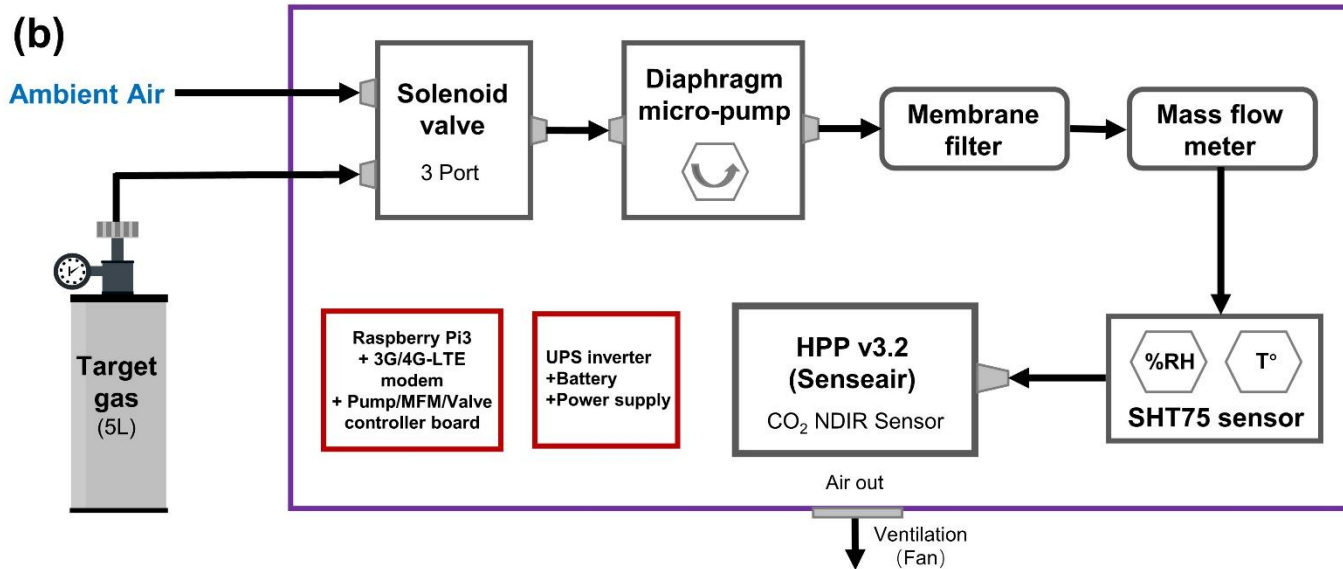 (b)
Ambient Air
Solenoid
valve
3 Port
Diaphragm
micro-pump
Membrane
filter
Mass flow
meter
Target
gas
(5L)
Raspberry Pi3
+ 3G/4G-LTE
modem
+ Pump/MFM/Valve
controller board
UPS inverter
+Battery
+Power supply
HPP v3.2
(Senseair)
CO₂ NDIR Sensor
%RH
T°
SHT75 sensor
Air out
Ventilation
(Fan)